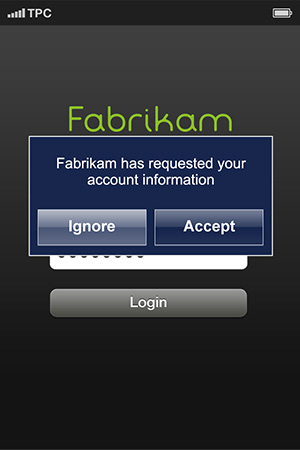 TPC
Fabrikam
Fabrikam has requested your
account information
Ignore Accept
Login